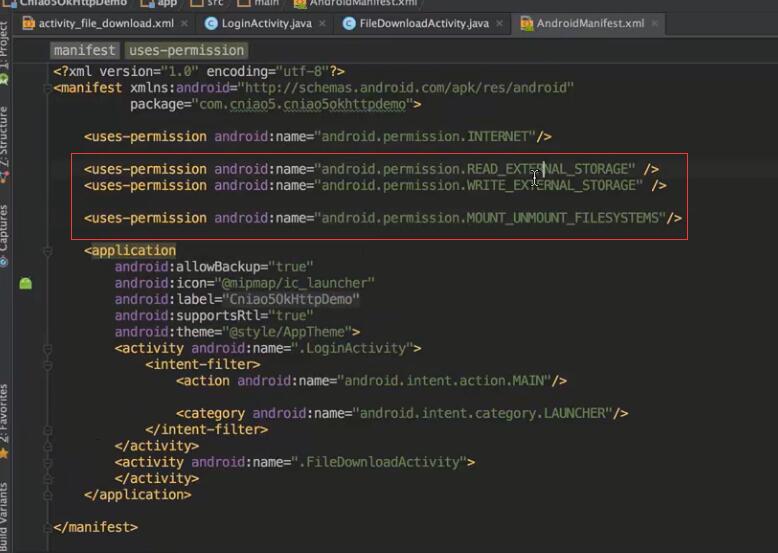 Cniao5OkHttpDemo app src main AndroidManifest.xml
activity_file_download.xml LoginActivity.java FileDownloadActivity.java AndroidManifest.xml
manifest uses-permission
<?xml version="1.0" encoding="utf-8"?>
<manifest xmlns:android="http://schemas.android.com/apk/res/android"
package="com.cniao5.cniao5okhttpdemo">
<uses-permission android:name="android.permission.INTERNET"/>
<uses-permission android:name="android.permission.READ_EXTERNAL_STORAGE" />
<uses-permission android:name="android.permission.WRITE_EXTERNAL_STORAGE" />
<uses-permission android:name="android.permission.MOUNT_UNMOUNT_FILESYSTEMS"/>
<application
android:allowBackup="true"
android:icon="@mipmap/ic_launcher"
android:label="Cniao5OkHttpDemo"
android:supportsRtl="true"
android:theme="@style/AppTheme">
<activity android:name=".LoginActivity">
<intent-filter>
<action android:name="android.intent.action.MAIN"/>
<category android:name="android.intent.category.LAUNCHER"/>
</intent-filter>
</activity>
<activity android:name=".FileDownloadActivity">
</activity>
</application>
</manifest>
1: Project
7: Structure
Captures
2: Favorites
Build Variants